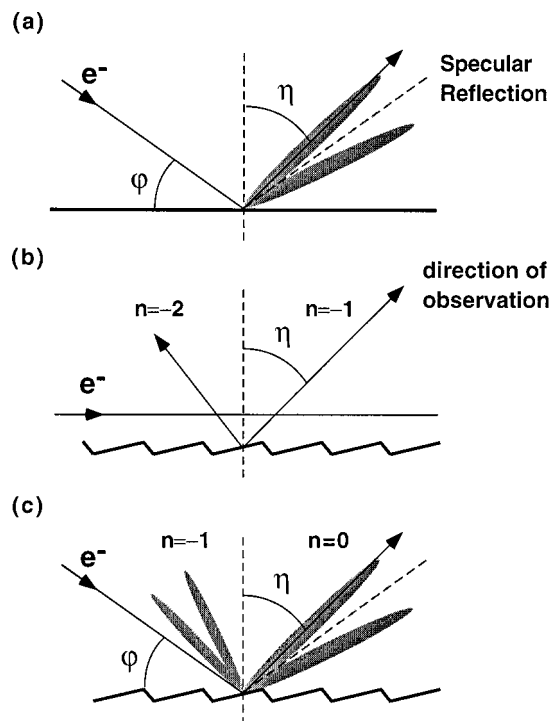 (a)
e-
η
φ
Specular
Reflection
(b)
n=-2
n=-1
direction of
observation
η
e-
(c)
n=-1
n=0
e-
η
φ